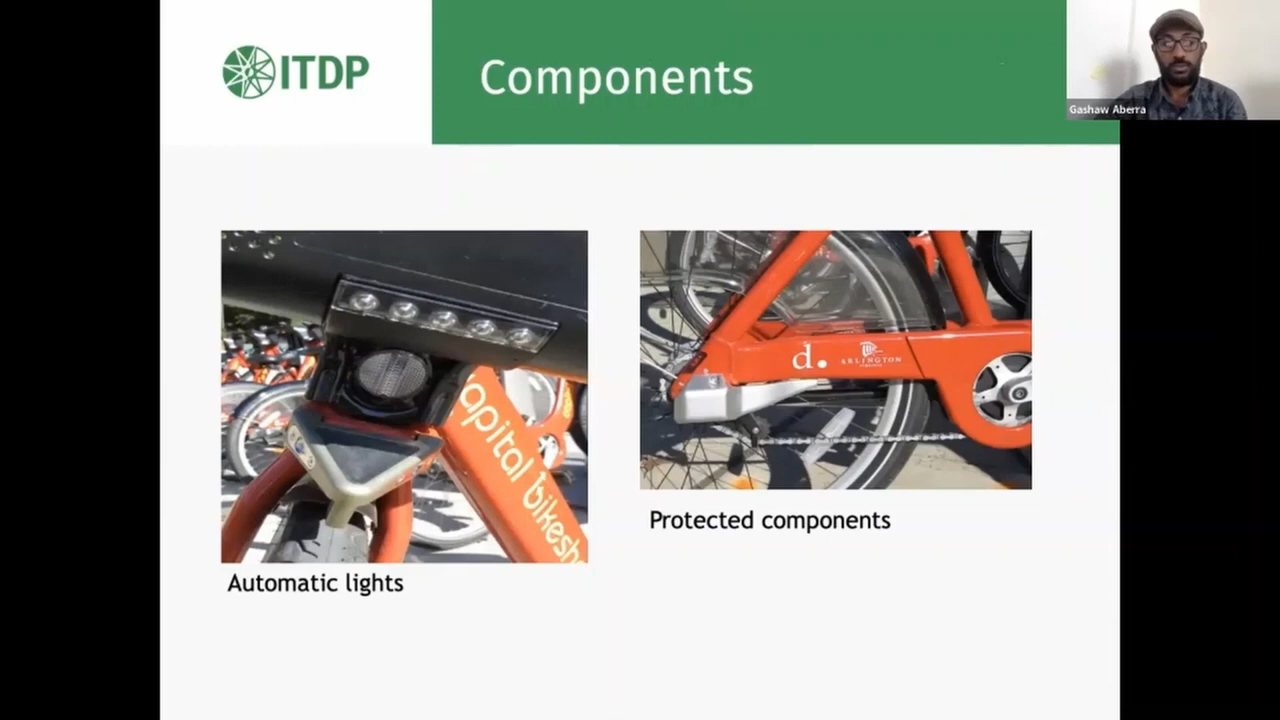 ITDP
Components
Gashaw Aberra
apital bikesh
d.
ARLINGTON
Automatic lights
Protected components